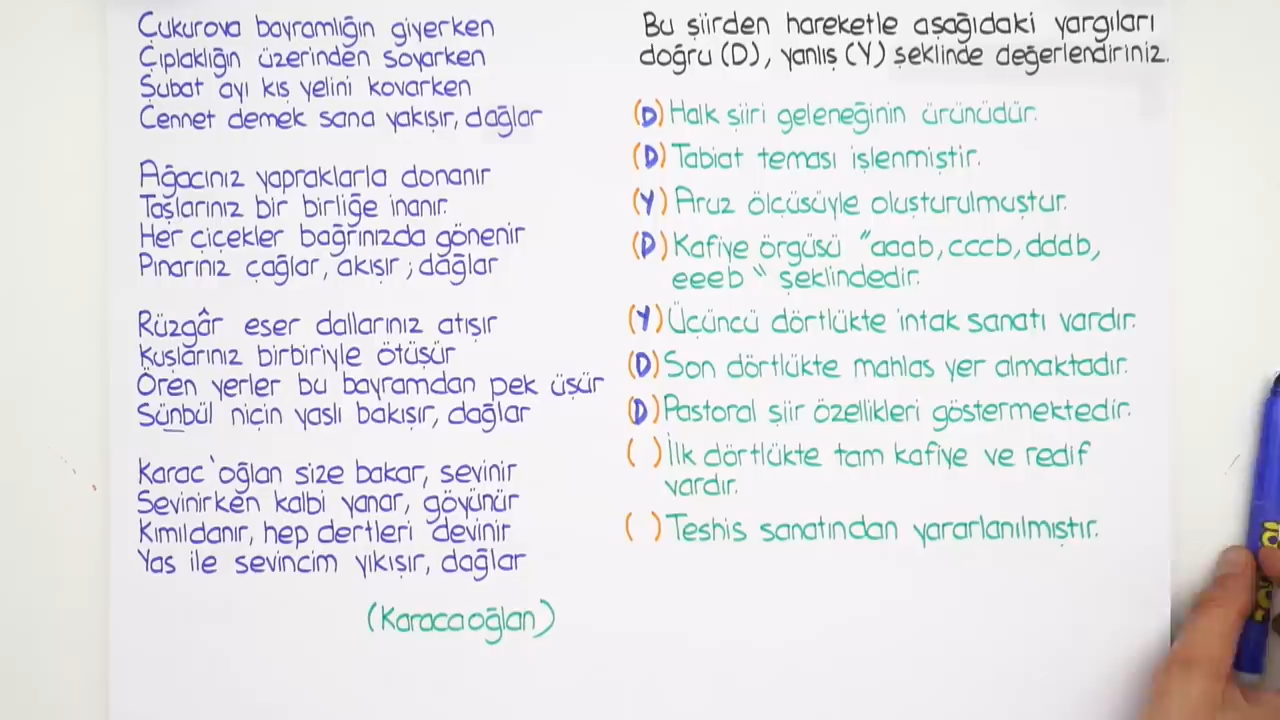 Çukurova bayramlığın giyerken
Çıplaklığın üzerinden soyarken
Şubat ayı kış yelini kovarken
Cennet demek sana yakışır, dağlar
Ağacınız yapraklarla donanır
Taşlarınız bir birliğe inanır.
Her çiçekler bağrınızda gönenir
Pınarınız çağlar, akışır ; dağlar
Rüzgâr eser dallarınız atışır
Kuşlarınız birbiriyle ötüşür
Ören yerler bu bayramdan pek üşür
Sünbül niçin yaslı bakışır, dağlar
Karac'oğlan size bakar, sevinir
Sevinirken kalbi yanar, göyünür
Kımıldanır, hep dertleri devinir
Yas ile sevincim yıkışır, dağlar
(Karacaoğlan)
Bu şiirden hareketle aşağıdaki yargıları
doğru (D), yanlış (Y) şeklinde değerlendiriniz.
(D) Halk şiiri geleneğinin ürünüdür.
(D) Tabiat teması işlenmiştir.
(Y) Aruz ölçüsüyle oluşturulmuştur.
(D) Kafiye örgüsü "aaab, cccb, dddb,
eeeb" şeklindedir.
(Y) Üçüncü dörtlükte intak sanatı vardır.
(D) Son dörtlükte mahlas yer almaktadır.
(D) Pastoral şiir özellikleri göstermektedir.
( ) İlk dörtlükte tam kafiye ve redif
vardır.
( ) Teşhis sanatından yararlanılmıştır.